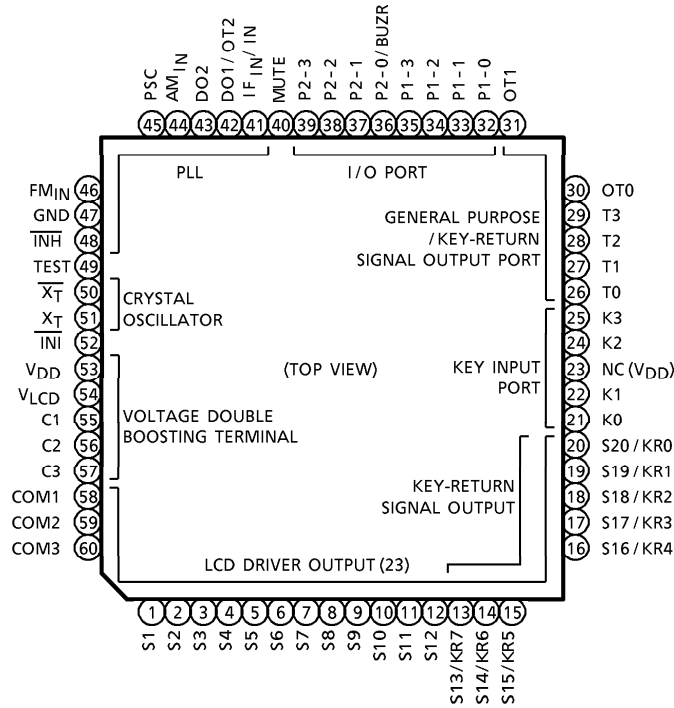 PSC
AMIN
DO2
DO1/OT2
IFIN/IN
MUTE
P2-3
P2-2
P2-1
P2-0/BUZR
P1-3
P1-2
P1-1
P1-0
OT1
45 44 43 42 41 40 39 38 37 36 35 34 33 32 31
PLL
I/O PORT
FMIN 46
GND 47
INH 48
TEST 49
XT 50
XT 51
INI 52
VDD 53
VLCD 54
C1 55
C2 56
C3 57
COM1 58
COM2 59
COM3 60
GENERAL PURPOSE
/KEY-RETURN
SIGNAL OUTPUT PORT
CRYSTAL
OSCILLATOR
(TOP VIEW)
KEY INPUT
PORT
VOLTAGE DOUBLE
BOOSTING TERMINAL
KEY-RETURN
SIGNAL OUTPUT
LCD DRIVER OUTPUT (23)
30 OT0
29 T3
28 T2
27 T1
26 T0
25 K3
24 K2
23 NC (VDD)
22 K1
21 K0
20 S20/KR0
19 S19/KR1
18 S18/KR2
17 S17/KR3
16 S16/KR4
1 2 3 4 5 6 7 8 9 10 11 12 13 14 15
S1
S2
S3
S4
S5
S6
S7
S8
S9
S10
S11
S12
S13/KR7
S14/KR6
S15/KR5